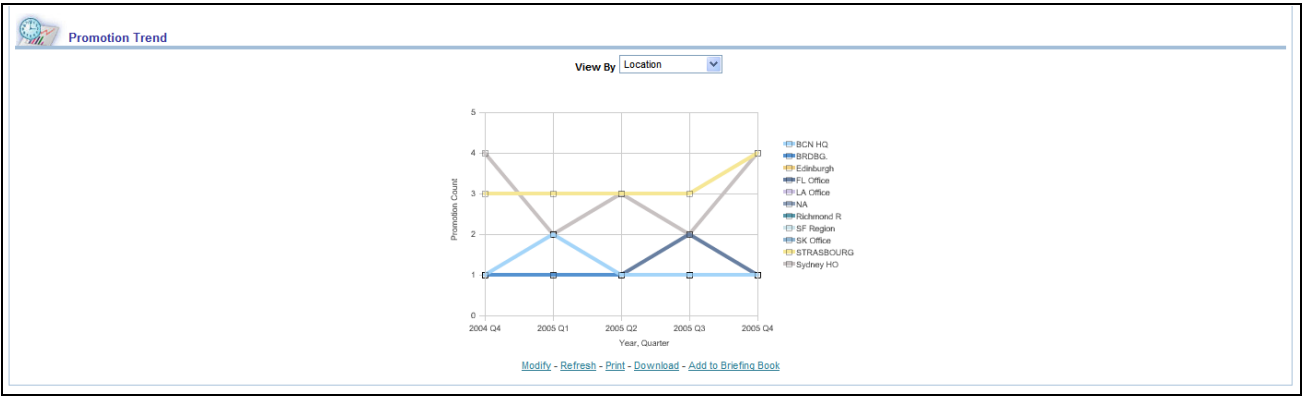 Promotion Trend
View By Location
5
4
3
2
1
0
Promotion Count
2004 Q4 2005 Q1 2005 Q2 2005 Q3 2005 Q4
Year, Quarter
BCN HQ
BRDBG.
Edinburgh
FL Office
LA Office
NA
Richmond R
SF Region
SK Office
STRASBOURG
Sydney HO
Modify - Refresh - Print - Download - Add to Briefing Book